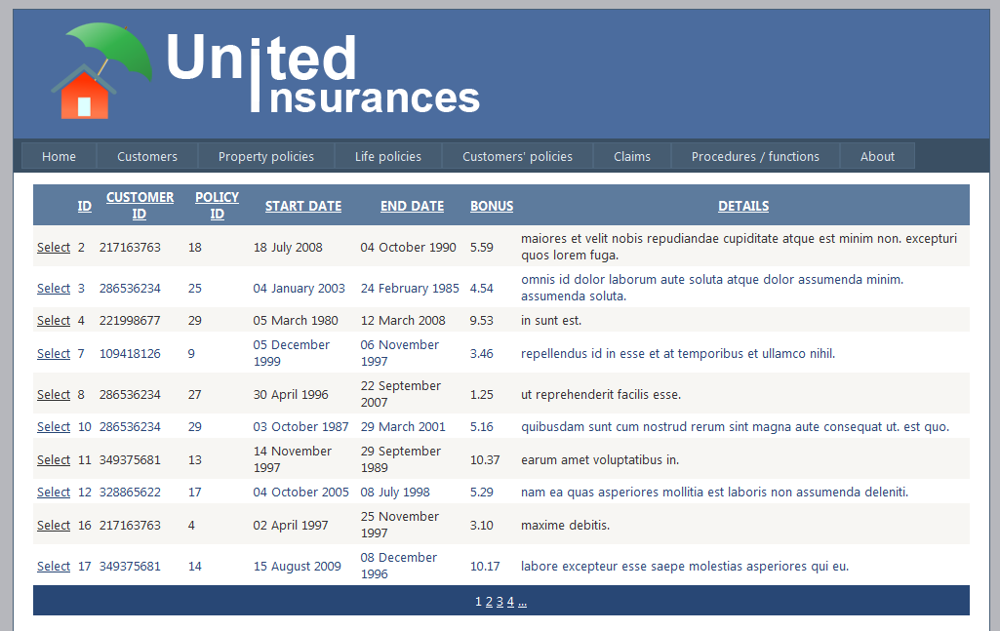 United
Insurances
Home Customers Property policies Life policies Customers' policies Claims Procedures / functions About
ID CUSTOMER ID POLICY ID START DATE END DATE BONUS DETAILS
Select 2 217163763 18 18 July 2008 04 October 1990 5.59 maiores et velit nobis repudiandae cupiditate atque est minim non. excepturi
quos lorem fuga.
Select 3 286536234 25 04 January 2003 24 February 1985 4.54 omnis id dolor laborum aute soluta atque dolor assumenda minim.
assumenda soluta.
Select 4 221998677 29 05 March 1980 12 March 2008 9.53 in sunt est.
Select 7 109418126 9 05 December 1999 06 November 1997 3.46 repellendus id in esse et at temporibus et ullamco nihil.
Select 8 286536234 27 30 April 1996 22 September 2007 1.25 ut reprehenderit facilis esse.
Select 10 286536234 29 03 October 1987 29 March 2001 5.16 quibusdam sunt cum nostrud rerum sint magna aute consequat ut. est quo.
Select 11 349375681 13 14 November 1997 29 September 1989 10.37 earum amet voluptatibus in.
Select 12 328865622 17 04 October 2005 08 July 1998 5.29 nam ea quas asperiores mollitia est laboris non assumenda deleniti.
Select 16 217163763 4 02 April 1997 25 November 1997 3.10 maxime debitis.
Select 17 349375681 14 15 August 2009 08 December 1996 10.17 labore excepteur esse saepe molestias asperiores qui eu.
1 2 3 4 ...